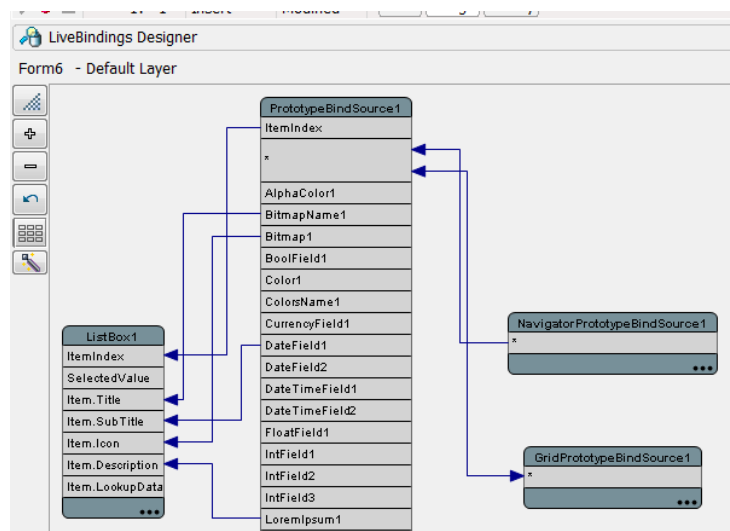 Insert
Modified
LiveBindings Designer
Form6 - Default Layer
PrototypeBindSource1
ItemIndex
*
AlphaColor1
BitmapName1
Bitmap1
BoolField1
Color1
ColorsName1
CurrencyField1
DateField1
DateField2
DateTimeField1
DateTimeField2
FloatField1
IntField1
IntField2
IntField3
LoremIpsum1
ListBox1
ItemIndex
SelectedValue
Item.Title
Item.SubTitle
Item.Icon
Item.Description
Item.LookupData
NavigatorPrototypeBindSource1
*
GridPrototypeBindSource1
*